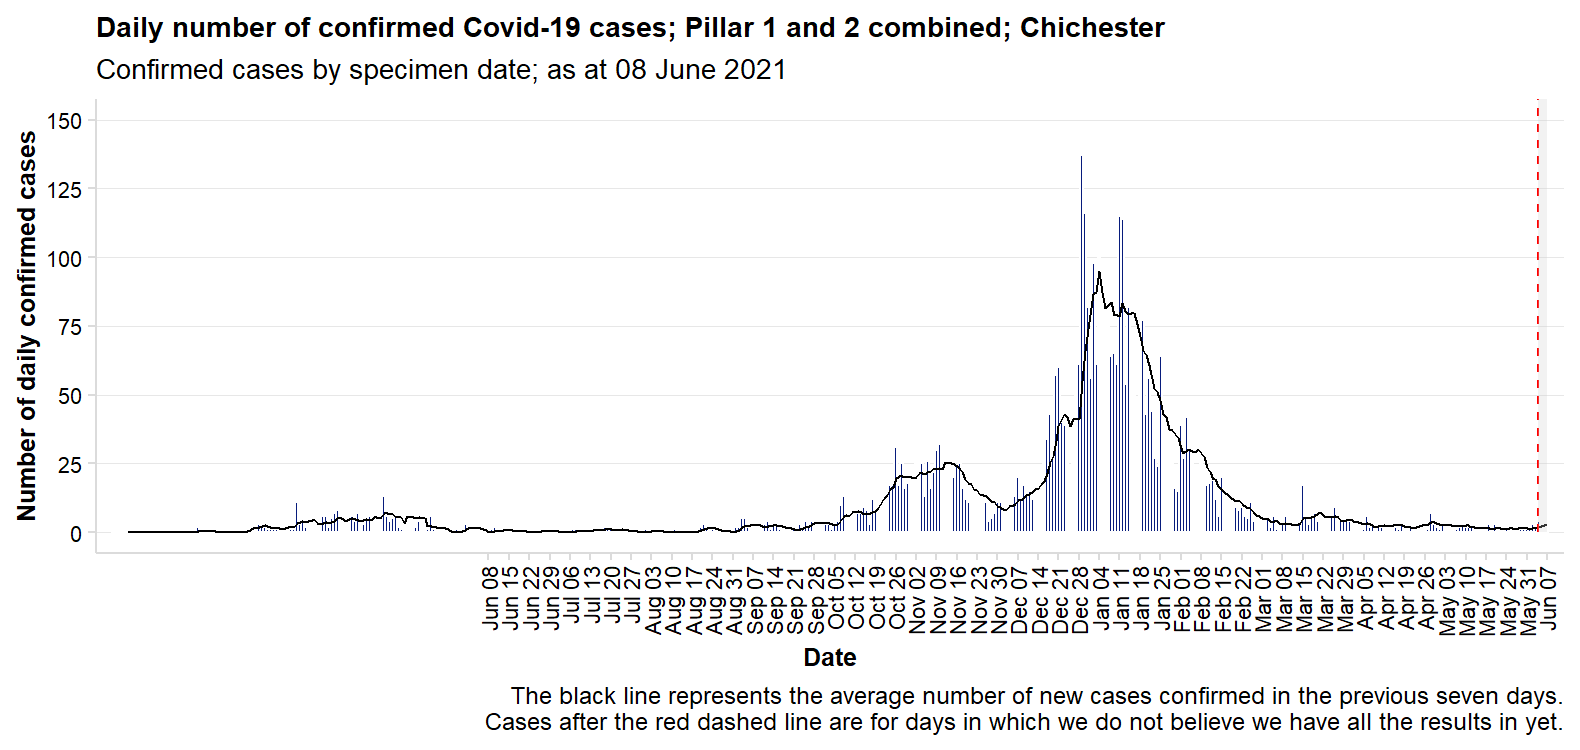 Daily number of confirmed Covid-19 cases; Pillar 1 and 2 combined; Chichester
Confirmed cases by specimen date; as at 08 June 2021
Number of daily confirmed cases
150
125
100
75
50
25
0
Jun 08
Jun 15
Jun 22
Jun 29
Jul 06
Jul 13
Jul 20
Jul 27
Aug 03
Aug 10
Aug 17
Aug 24
Aug 31
Sep 07
Sep 14
Sep 21
Sep 28
Oct 05
Oct 12
Oct 19
Oct 26
Nov 02
Nov 09
Nov 16
Nov 23
Nov 30
Dec 07
Dec 14
Dec 21
Dec 28
Jan 04
Jan 11
Jan 18
Jan 25
Feb 01
Feb 08
Feb 15
Feb 22
Mar 01
Mar 08
Mar 15
Mar 22
Mar 29
Apr 05
Apr 12
Apr 19
Apr 26
May 03
May 10
May 17
May 24
May 31
Jun 07
Date
The black line represents the average number of new cases confirmed in the previous seven days.
Cases after the red dashed line are for days in which we do not believe we have all the results in yet.